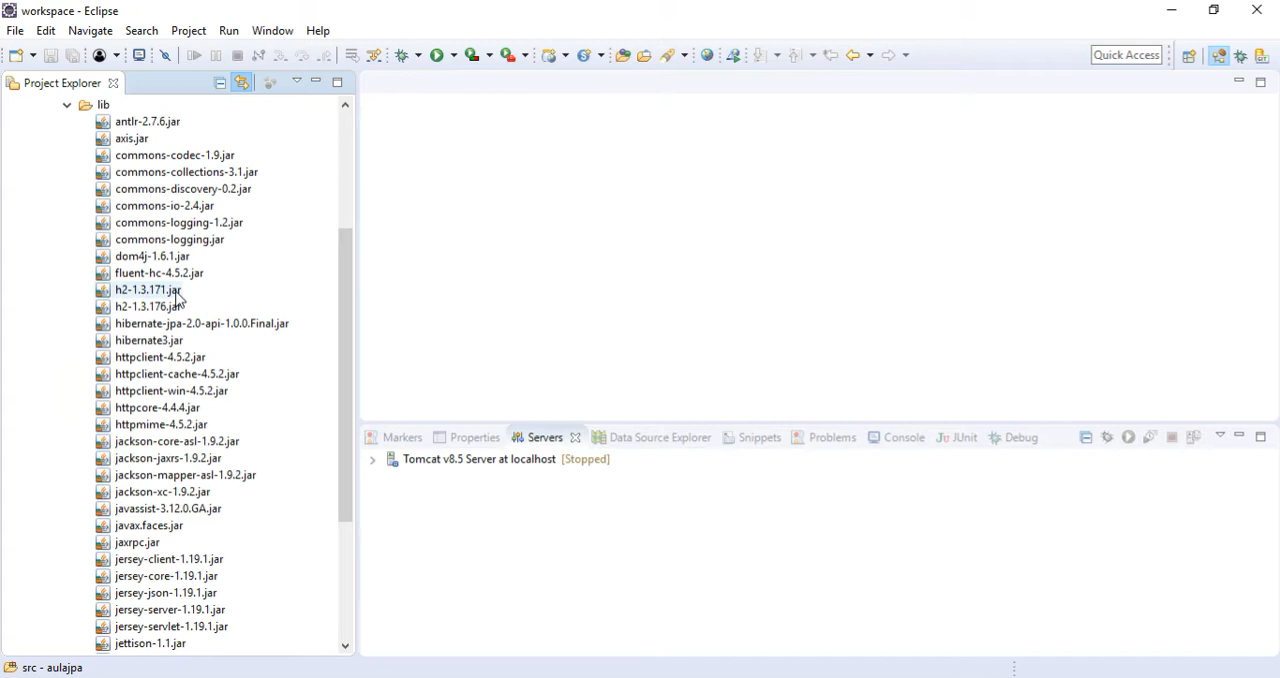 workspace - Eclipse
File Edit Navigate Search Project Run Window Help
Quick Access
Project Explorer
lib
antlr-2.7.6.jar
axis.jar
commons-codec-1.9.jar
commons-collections-3.1.jar
commons-discovery-0.2.jar
commons-io-2.4.jar
commons-logging-1.2.jar
commons-logging.jar
dom4j-1.6.1.jar
fluent-hc-4.5.2.jar
h2-1.3.171.jar
h2-1.3.176.jar
hibernate-jpa-2.0-api-1.0.0.Final.jar
hibernate3.jar
httpclient-4.5.2.jar
httpclient-cache-4.5.2.jar
httpclient-win-4.5.2.jar
httpcore-4.4.4.jar
httpmime-4.5.2.jar
jackson-core-asl-1.9.2.jar
jackson-jaxrs-1.9.2.jar
jackson-mapper-asl-1.9.2.jar
jackson-xc-1.9.2.jar
javassist-3.12.0.GA.jar
javax.faces.jar
jaxrpc.jar
jersey-client-1.19.1.jar
jersey-core-1.19.1.jar
jersey-json-1.19.1.jar
jersey-server-1.19.1.jar
jersey-servlet-1.19.1.jar
jettison-1.1.jar
Markers Properties Servers Data Source Explorer Snippets Problems Console JUnit Debug
Tomcat v8.5 Server at localhost [Stopped]
src - aulajpa